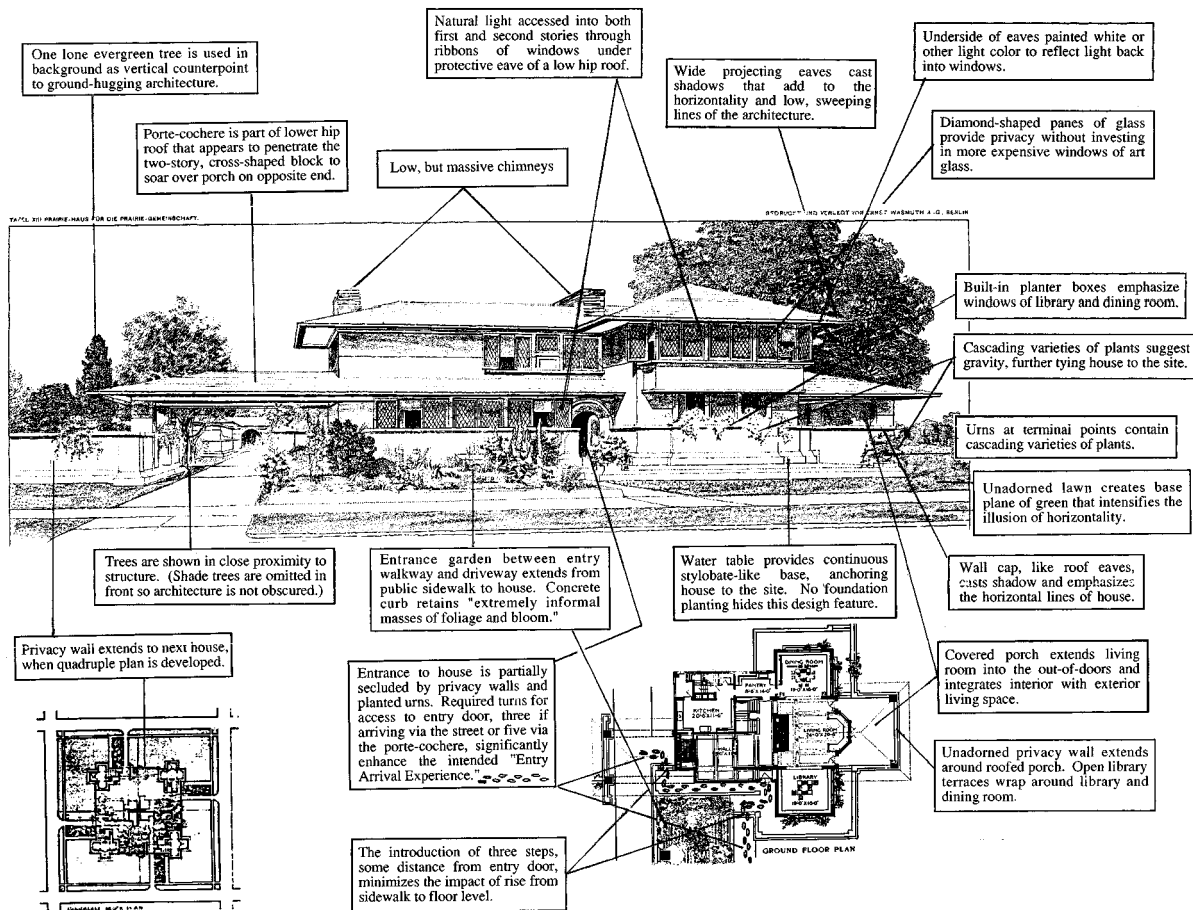 One lone evergreen tree is used in
background as vertical counterpoint
to ground-hugging architecture.
Natural light accessed into both
first and second stories through
ribbons of windows under
protective eave of a low hip roof.
Underside of eaves painted white or
other light color to reflect light back
into windows.
Wide projecting eaves cast
shadows that add to the
horizontality and low, sweeping
lines of the architecture.
Porte-cochere is part of lower hip
roof that appears to penetrate the
two-story, cross-shaped block to
soar over porch on opposite end.
Low, but massive chimneys
Diamond-shaped panes of glass
provide privacy without investing
in more expensive windows of art
glass.
TAFEL XIII PRAIRIE-HAUS FÜR DIE PRAIRIE-GEMEINSCHAFT.
GEDRUCKT UND VERLEGT VON ERNST WASMUTH A.-G., BERLIN
Built-in planter boxes emphasize
windows of library and dining room.
Cascading varieties of plants suggest
gravity, further tying house to the site.
Urns at terminal points contain
cascading varieties of plants.
Unadorned lawn creates base
plane of green that intensifies the
illusion of horizontality.
Trees are shown in close proximity to
structure. (Shade trees are omitted in
front so architecture is not obscured.)
Entrance garden between entry
walkway and driveway extends from
public sidewalk to house. Concrete
curb retains "extremely informal
masses of foliage and bloom."
Water table provides continuous
stylobate-like base, anchoring
house to the site. No foundation
planting hides this desigh feature.
Wall cap, like roof eaves,
casts shadow and emphasizes
the horizontal lines of house.
Privacy wall extends to next house,
when quadruple plan is developed.
Entrance to house is partially
secluded by privacy walls and
planted urns. Required turns for
access to entry door, three if
arriving via the street or five via
the porte-cochere, significantly
enhance the intended "Entry
Arrival Experience."
Covered porch extends living
room into the out-of-doors and
integrates interior with exterior
living space.
Unadorned privacy wall extends
around roofed porch. Open library
terraces wrap around library and
dining room.
DINING ROOM
PANTRY
KITCHEN
LIVING ROOM
LIBRARY
GROUND FLOOR PLAN
The introduction of three steps,
some distance from entry door,
minimizes the impact of rise from
sidewalk to floor level.